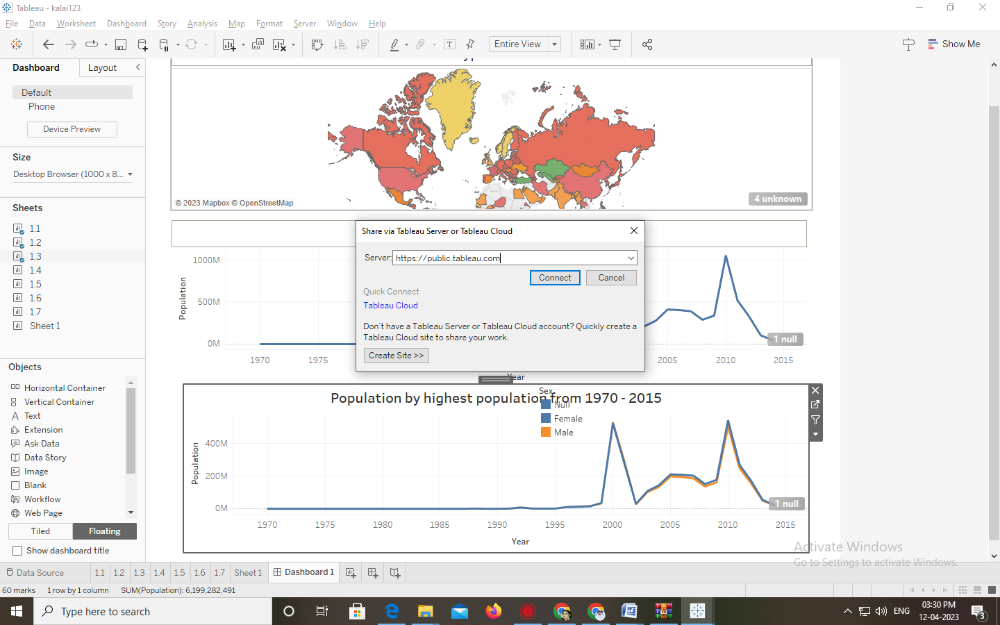 Tableau - kalai123
File Data Worksheet Dashboard Story Analysis Map Format Server Window Help
Entire View
Show Me
Dashboard Layout
Default
Phone
Device Preview
Size
Desktop Browser (1000 x 8...
Sheets
1.1
1.2
1.3
1.4
1.5
1.6
1.7
Sheet 1
Objects
Horizontal Container
Vertical Container
Text
Extension
Ask Data
Data Story
Image
Blank
Workflow
Web Page
Tiled Floating
Show dashboard title
© 2023 Mapbox © OpenStreetMap
4 unknown
1000M
500M
0M
Population
1970 1975 2005 2010 2015
Year
1 null
Share via Tableau Server or Tableau Cloud
Server: https://public.tableau.com
Connect Cancel
Quick Connect
Tableau Cloud
Don't have a Tableau Server or Tableau Cloud account? Quickly create a
Tableau Cloud site to share your work.
Create Site >>
Population by highest population from 1970 - 2015
Sex
Null
Female
Male
400M
200M
0M
Population
1970 1975 1980 1985 1990 1995 2000 2005 2010 2015
Year
1 null
Activate Windows
Go to Settings to activate Windows.
Data Source 1.1 1.2 1.3 1.4 1.5 1.6 1.7 Sheet 1 Dashboard 1
60 marks 1 row by 1 column SUM(Population): 6,199,282,491
Type here to search
ENG
03:30 PM
12-04-2023
3